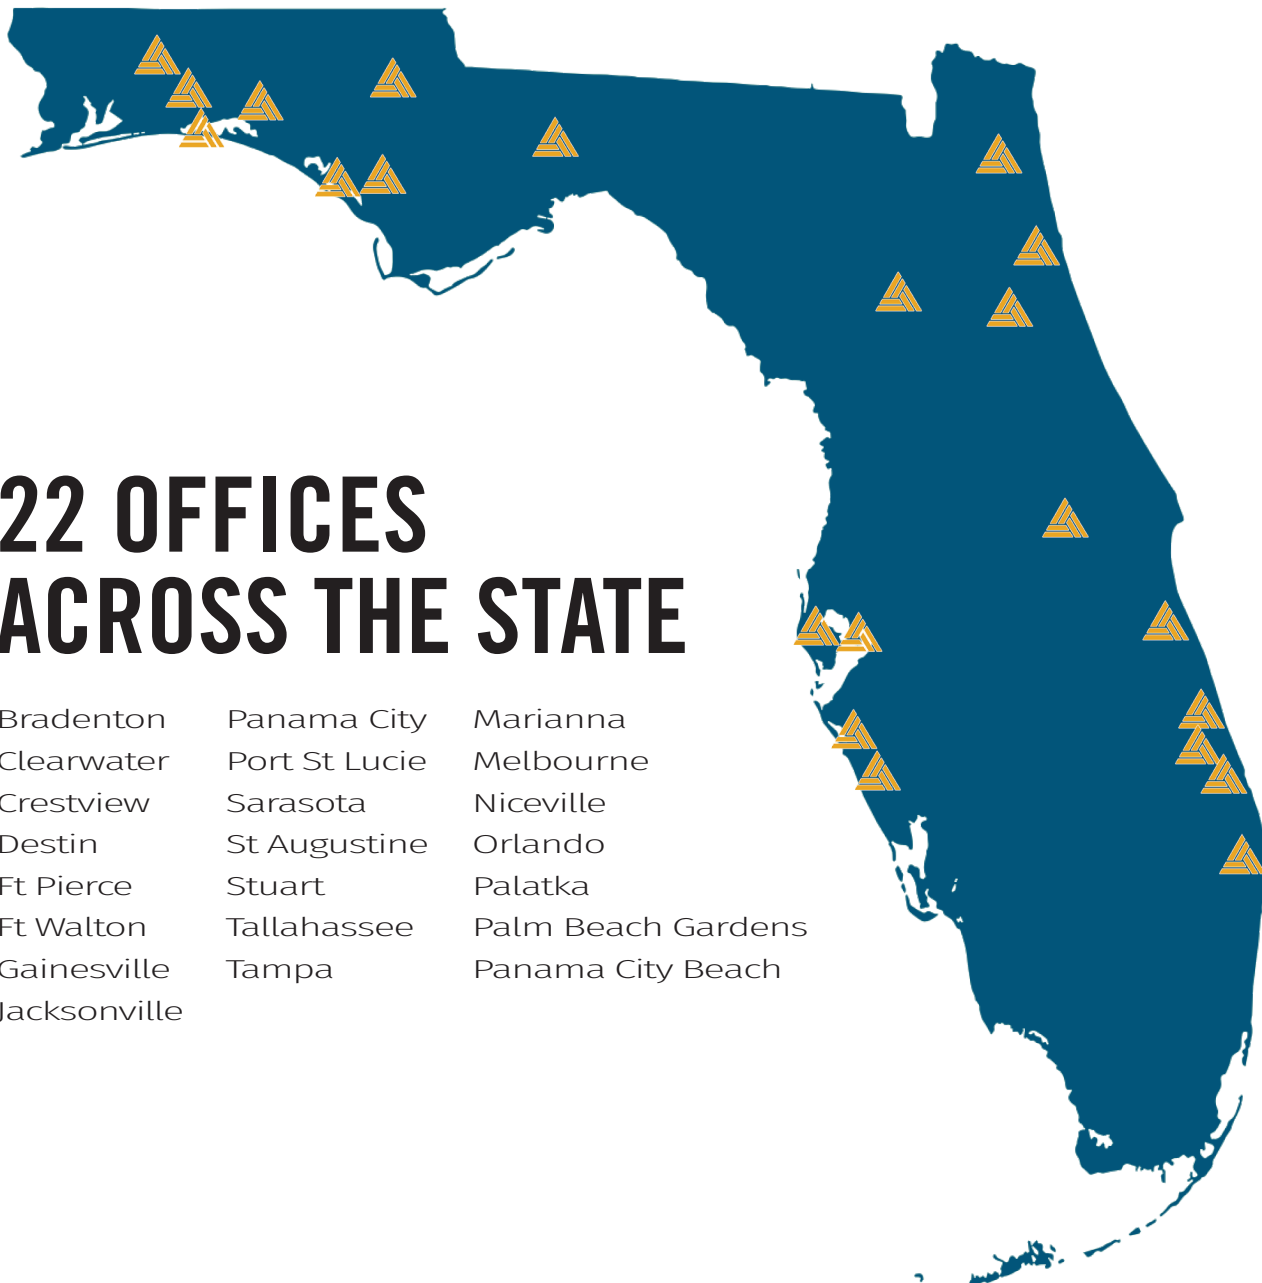 22 OFFICES
ACROSS THE STATE
Bradenton
Clearwater
Crestview
Destin
Ft Pierce
Ft Walton
Gainesville
Jacksonville
Panama City
Port St Lucie
Sarasota
St Augustine
Stuart
Tallahassee
Tampa
Marianna
Melbourne
Niceville
Orlando
Palatka
Palm Beach Gardens
Panama City Beach